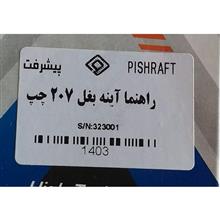 پیشرفت PISHRAFT
راهنما آینه بغل ۲۰۷ چپ
S/N:323001
1403